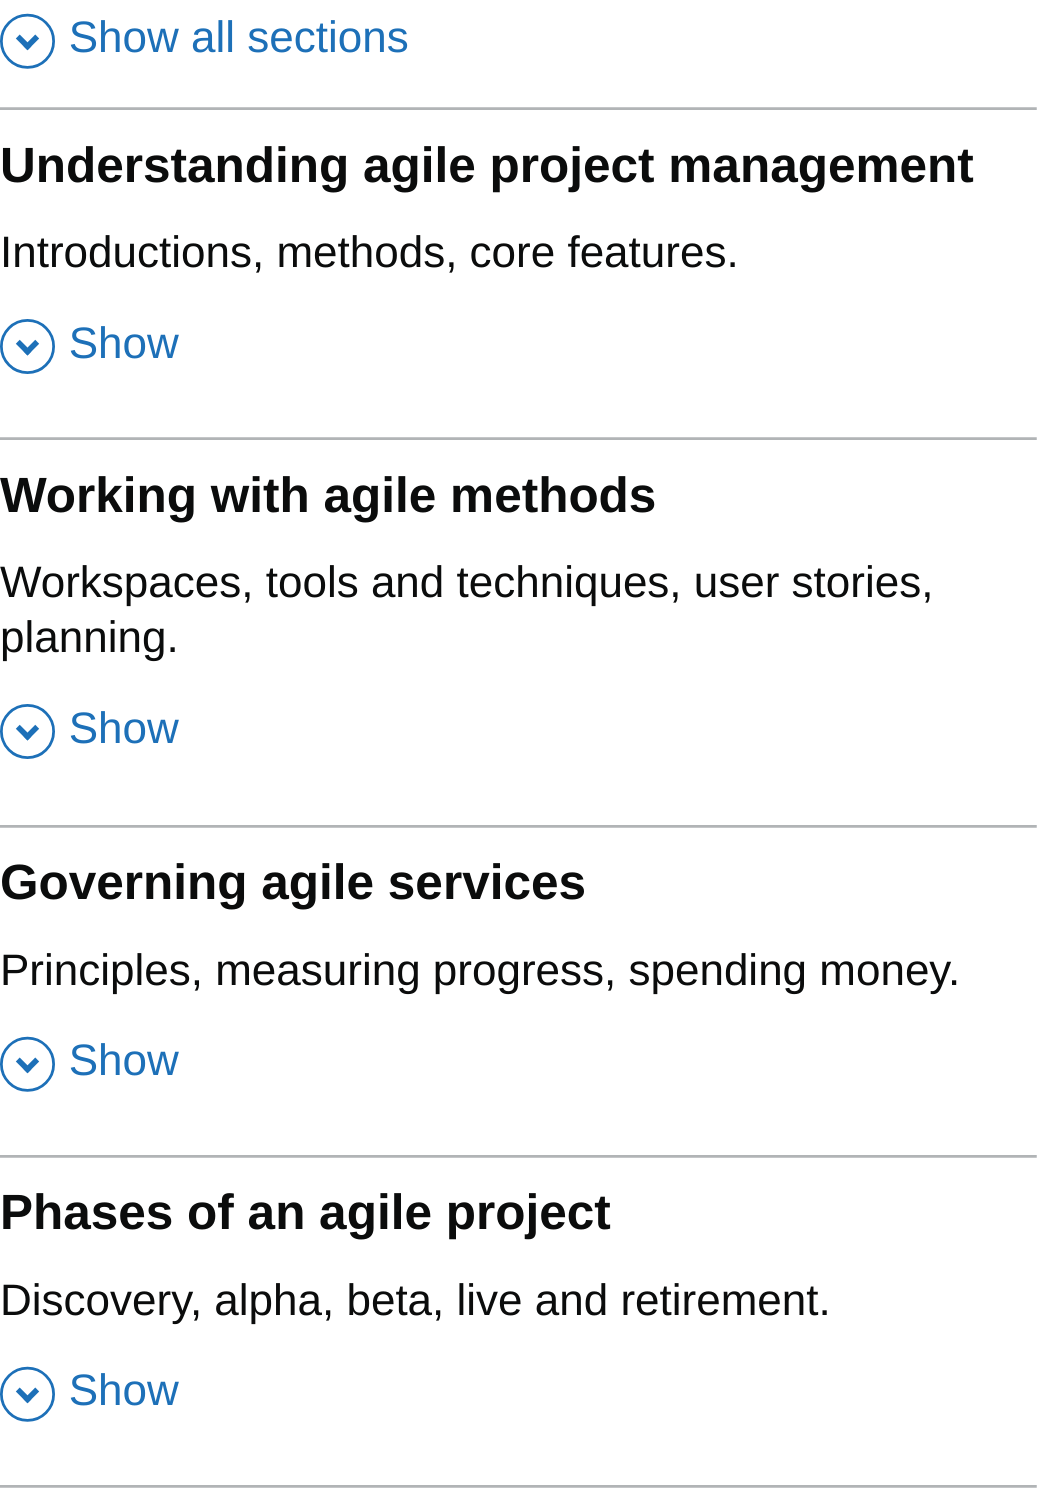 Show all sections
Understanding agile project management
Introductions, methods, core features.
Show
Working with agile methods
Workspaces, tools and techniques, user stories,
planning.
Show
Governing agile services
Principles, measuring progress, spending money.
Show
Phases of an agile project
Discovery, alpha, beta, live and retirement.
Show